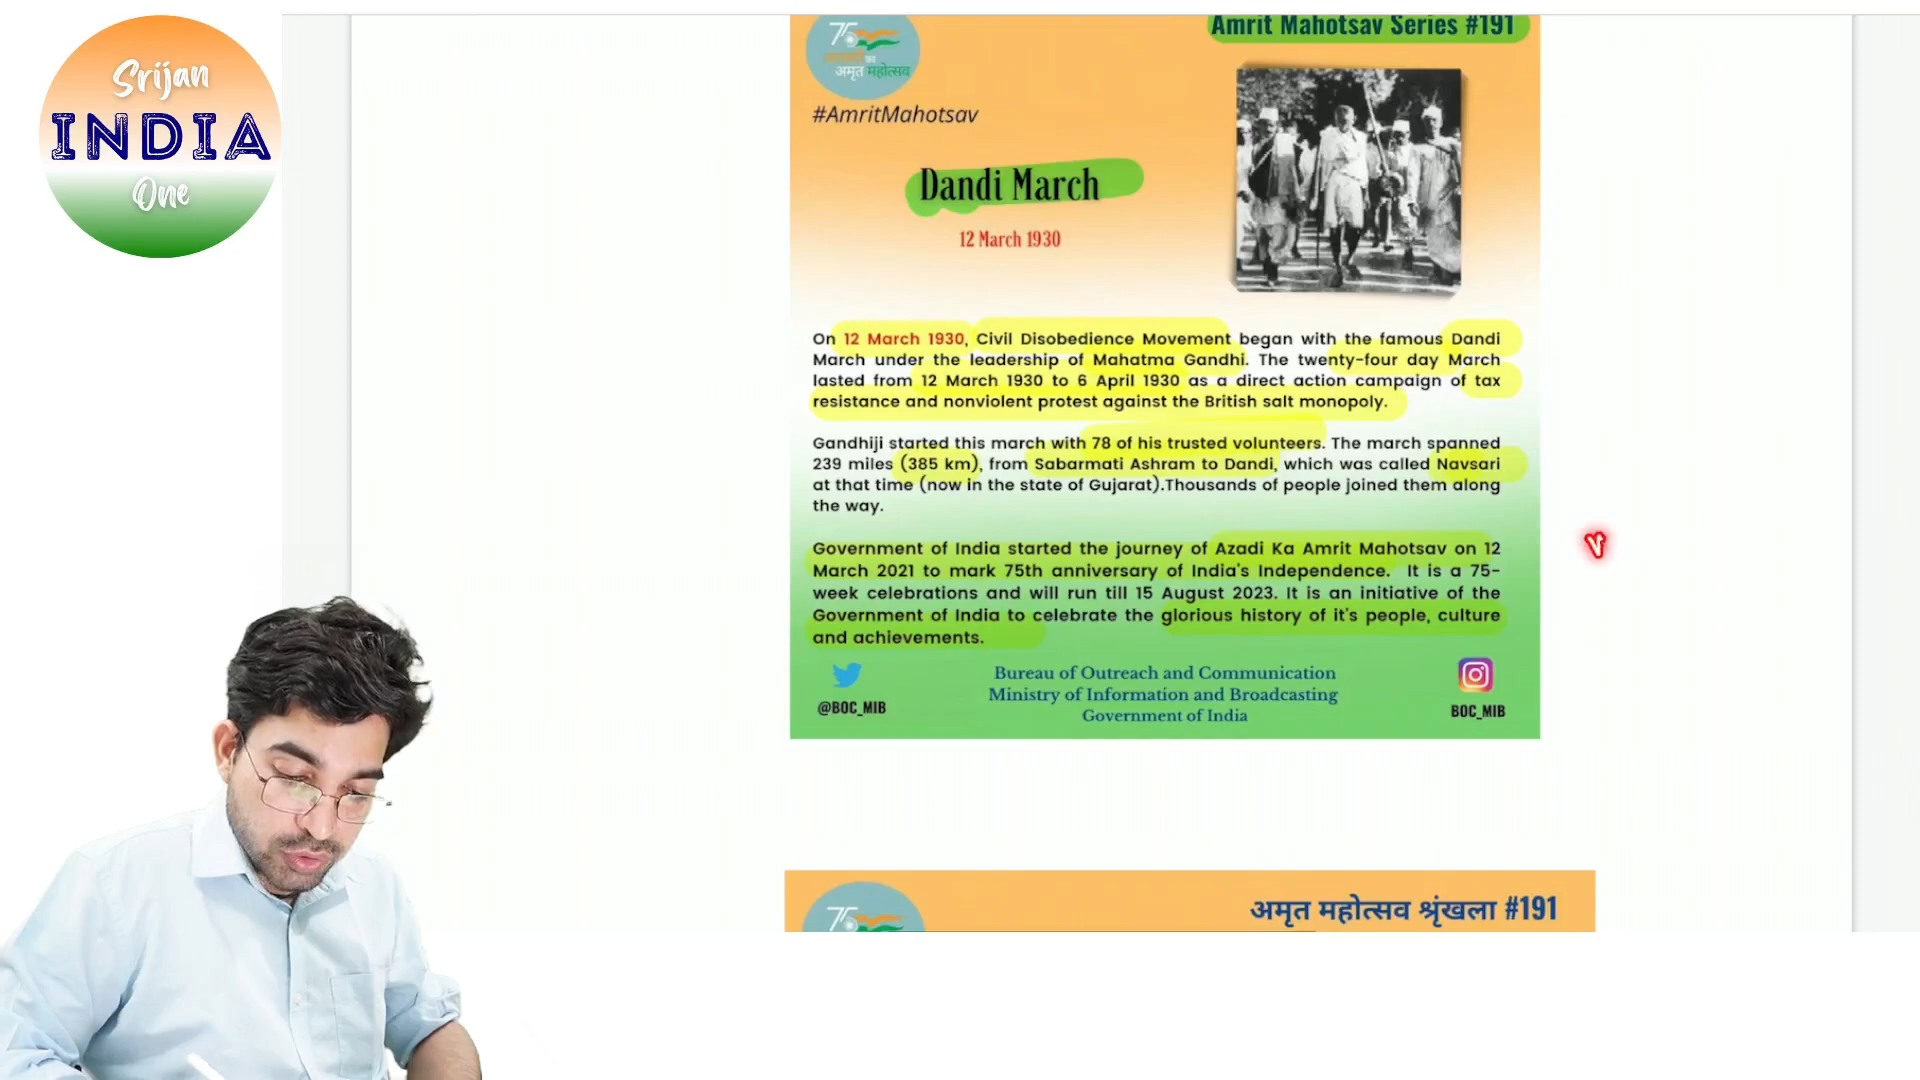 Srijan
INDIA
One
75
आज़ादी का
अमृत महोत्सव
Amrit Mahotsav Series #191
#AmritMahotsav
Dandi March
12 March 1930
On 12 March 1930, Civil Disobedience Movement began with the famous Dandi
March under the leadership of Mahatma Gandhi. The twenty-four day March
lasted from 12 March 1930 to 6 April 1930 as a direct action campaign of tax
resistance and nonviolent protest against the British salt monopoly.
Gandhiji started this march with 78 of his trusted volunteers. The march spanned
239 miles (385 km), from Sabarmati Ashram to Dandi, which was called Navsari
at that time (now in the state of Gujarat).Thousands of people joined them along
the way.
Government of India started the journey of Azadi Ka Amrit Mahotsav on 12
March 2021 to mark 75th anniversary of India's Independence. It is a 75-
week celebrations and will run till 15 August 2023. It is an initiative of the
Government of India to celebrate the glorious history of it's people, culture
and achievements.
@BOC_MIB
Bureau of Outreach and Communication
Ministry of Information and Broadcasting
Government of India
BOC_MIB
75
अमृत महोत्सव श्रृंखला #191